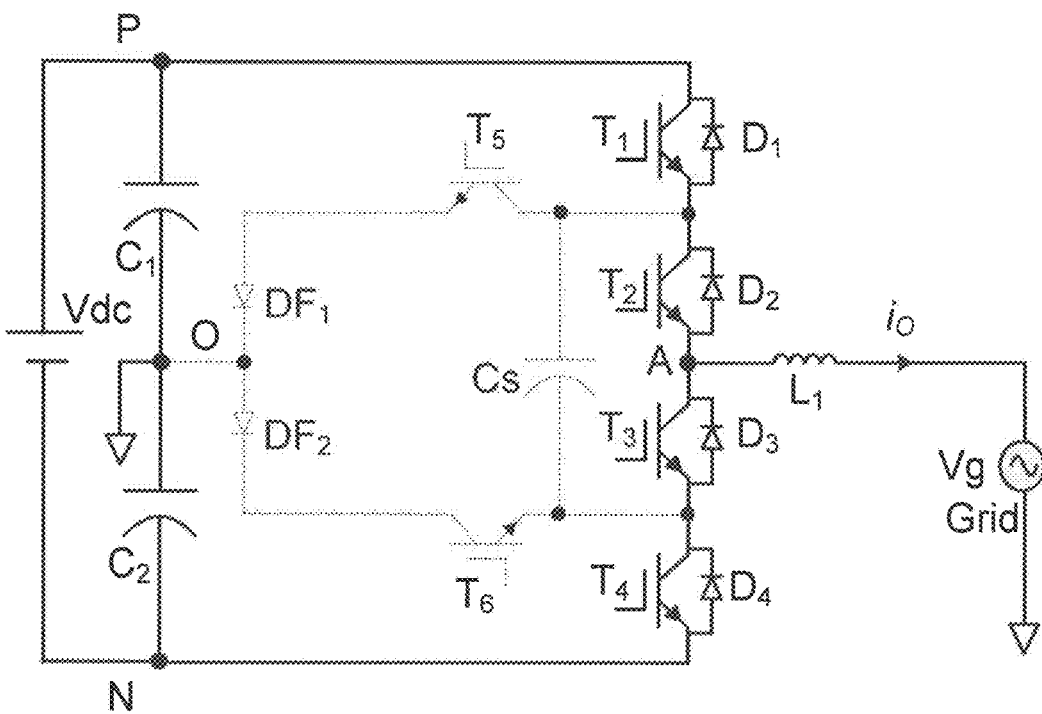 P
T₅
T₁
D₁
C₁
DF₁
T₂
D₂
Vdc
O
Cs
A
i_O
L₁
DF₂
T₃
D₃
Vg
Grid
C₂
T₆
T₄
D₄
N